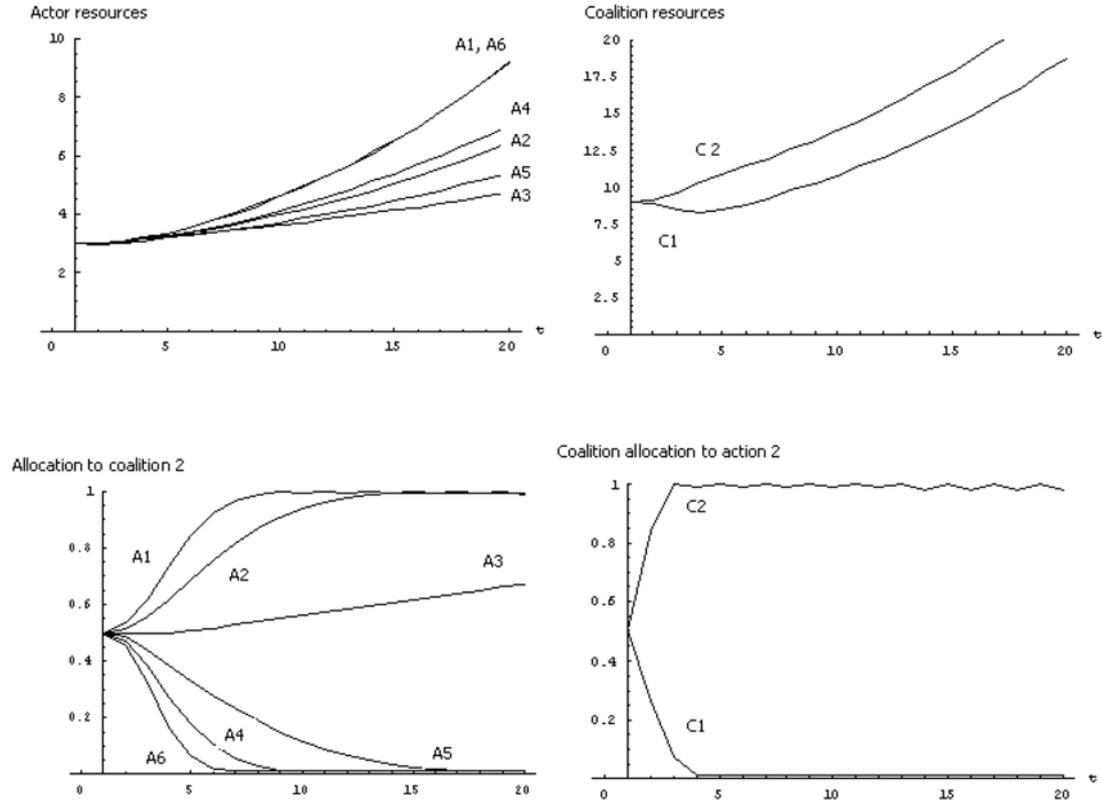 Actor resources
10
8
6
4
2
0
5
10
15
20
t
A1, A6
A4
A2
A5
A3
Coalition resources
20
17.5
15
12.5
10
7.5
5
2.5
0
5
10
15
20
t
C 2
C1
Allocation to coalition 2
1
0.8
0.6
0.4
0.2
0
5
10
15
20
A1
A2
A3
A4
A6
A5
Coalition allocation to action 2
1
0.8
0.6
0.4
0.2
0
5
10
15
20
t
C2
C1